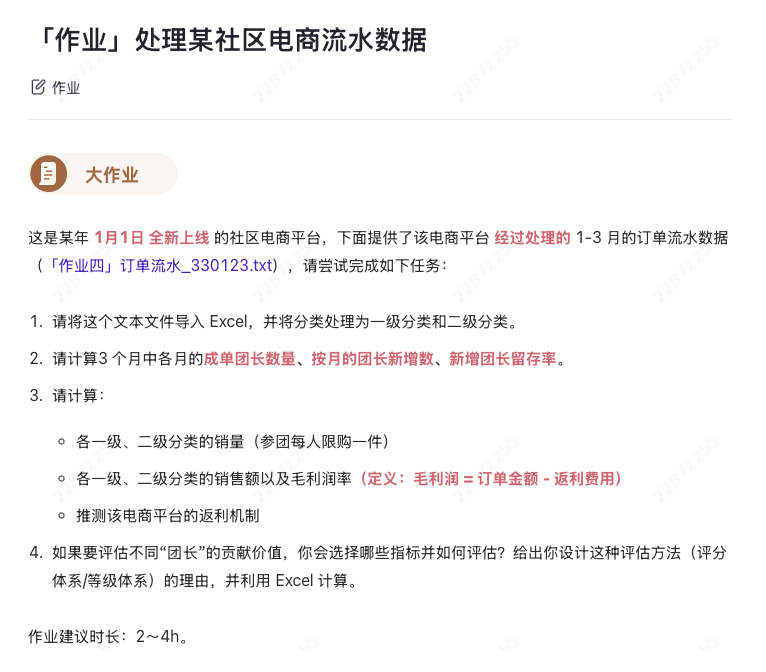 「作业」处理某社区电商流水数据
作业
大作业
这是某年 1月1日 全新上线 的社区电商平台，下面提供了该电商平台 经过处理的 1-3 月的订单流水数据
（「作业四」订单流水_330123.txt），请尝试完成如下任务：
1. 请将这个文本文件导入 Excel，并将分类处理为一级分类和二级分类。
2. 请计算3 个月中各月的成单团长数量、按月的团长新增数、新增团长留存率。
3. 请计算：
○ 各一级、二级分类的销量（参团每人限购一件）
○ 各一级、二级分类的销售额以及毛利润率（定义：毛利润 = 订单金额 - 返利费用）
○ 推测该电商平台的返利机制
4. 如果要评估不同“团长”的贡献价值，你会选择哪些指标并如何评估？给出你设计这种评估方法（评分
体系/等级体系）的理由，并利用 Excel 计算。
作业建议时长：2～4h。
22872255